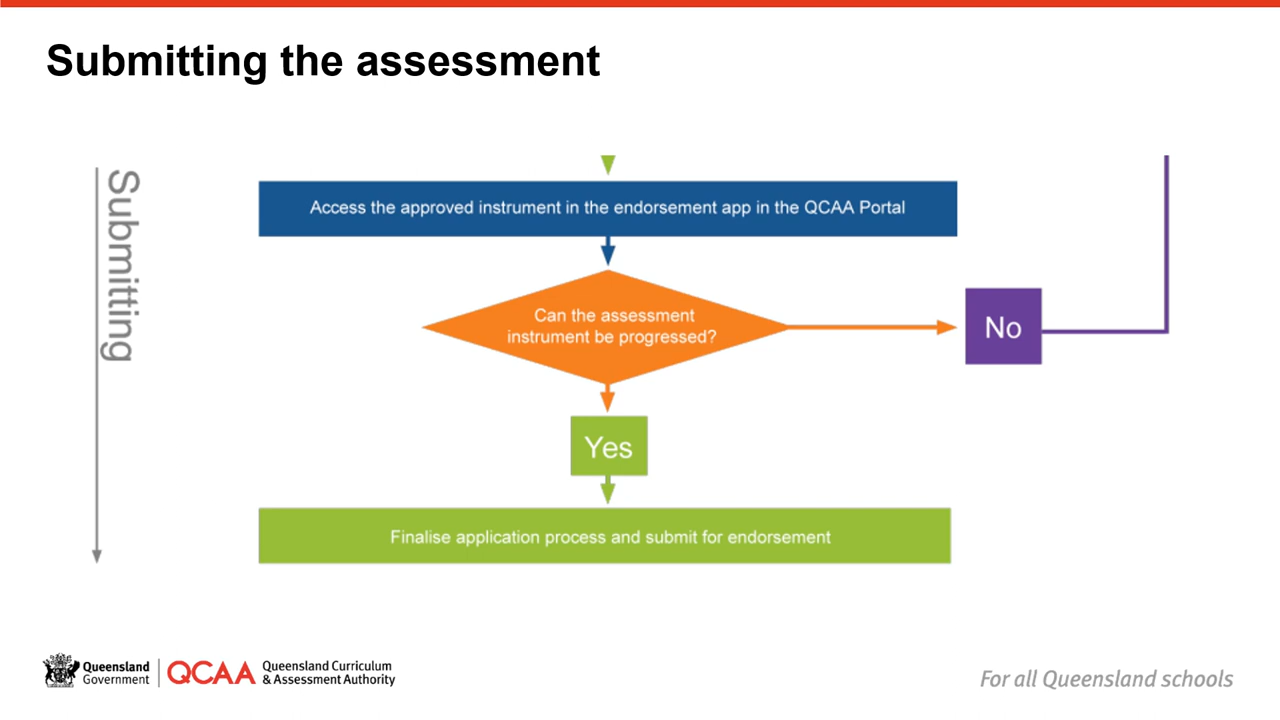 Submitting the assessment
Submitting
Access the approved instrument in the endorsement app in the QCAA Portal
Can the assessment
instrument be progressed?
No
Yes
Finalise application process and submit for endorsement
Queensland
Government
QCAA
Queensland Curriculum
& Assessment Authority
For all Queensland schools